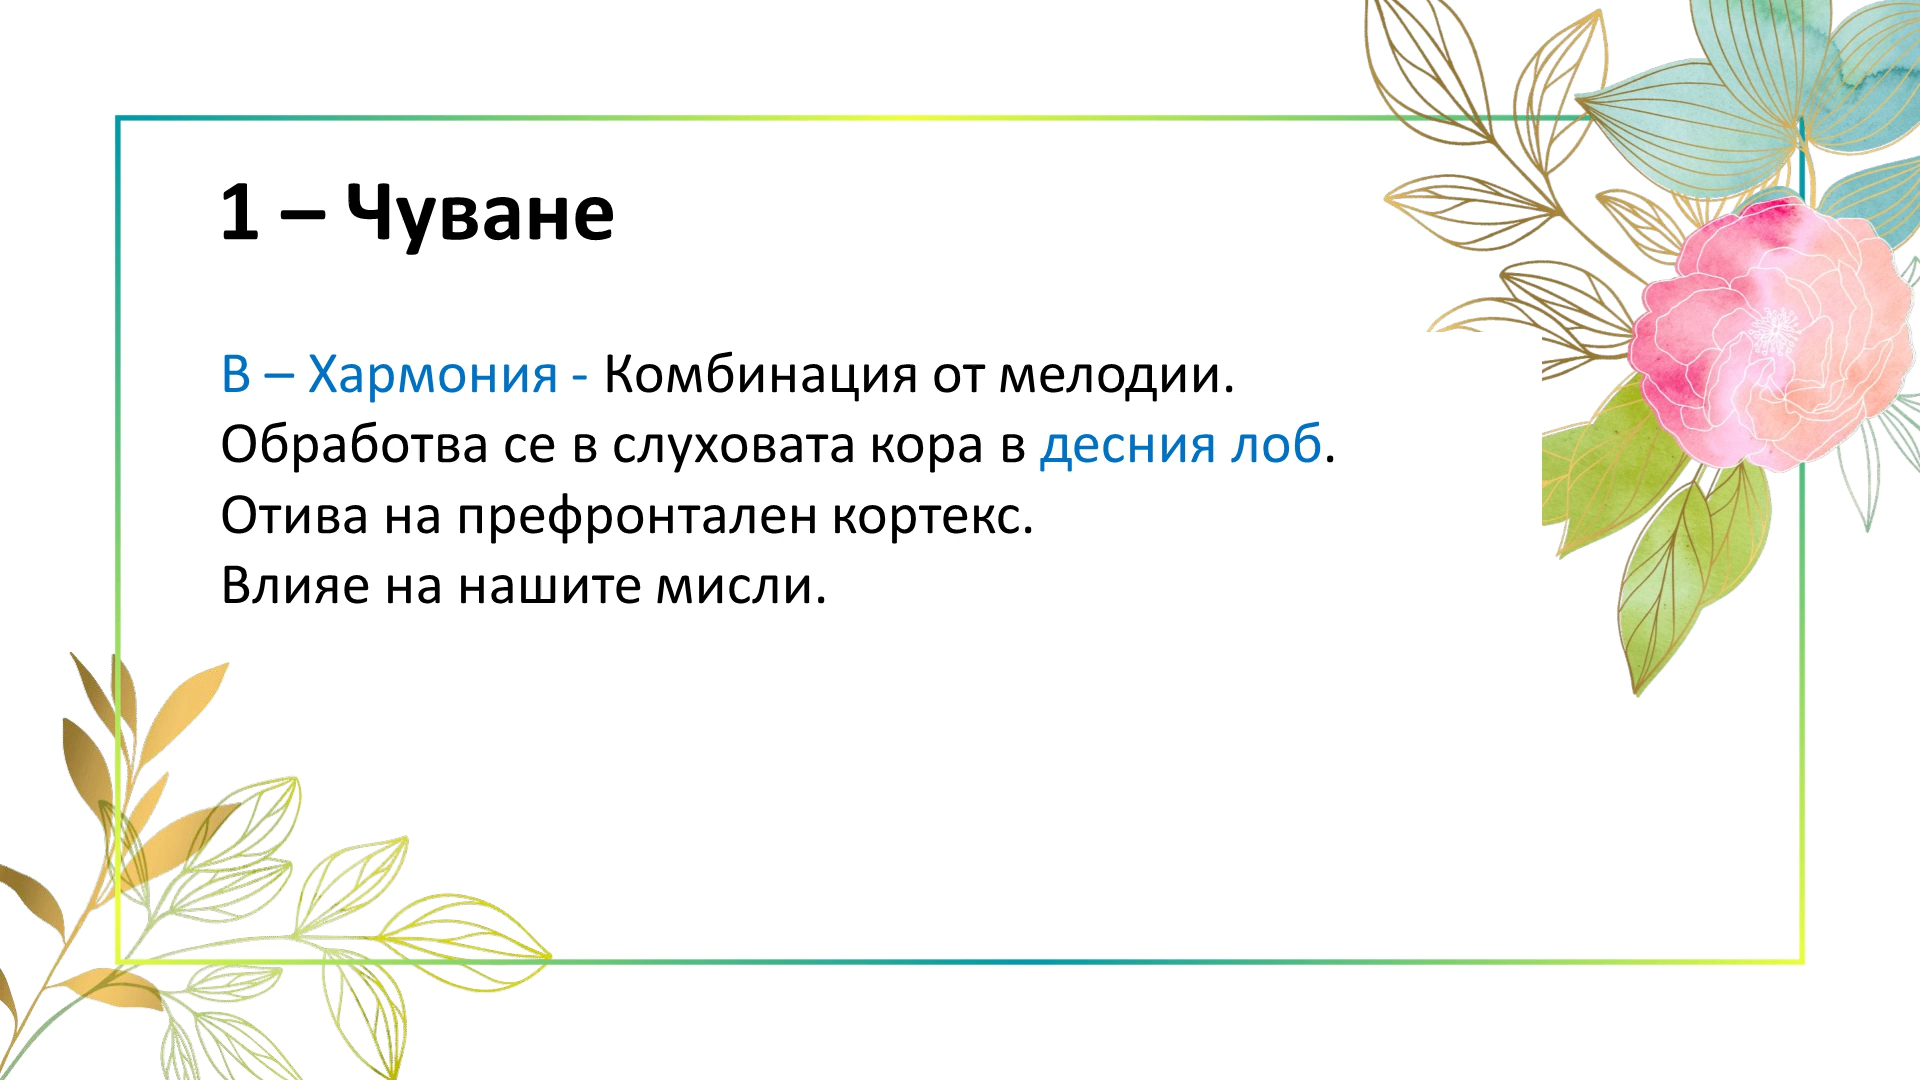 1 – Чуване
В – Хармония - Комбинация от мелодии.
Обработва се в слуховата кора в десния лоб.
Отива на префронтален кортекс.
Влияе на нашите мисли.